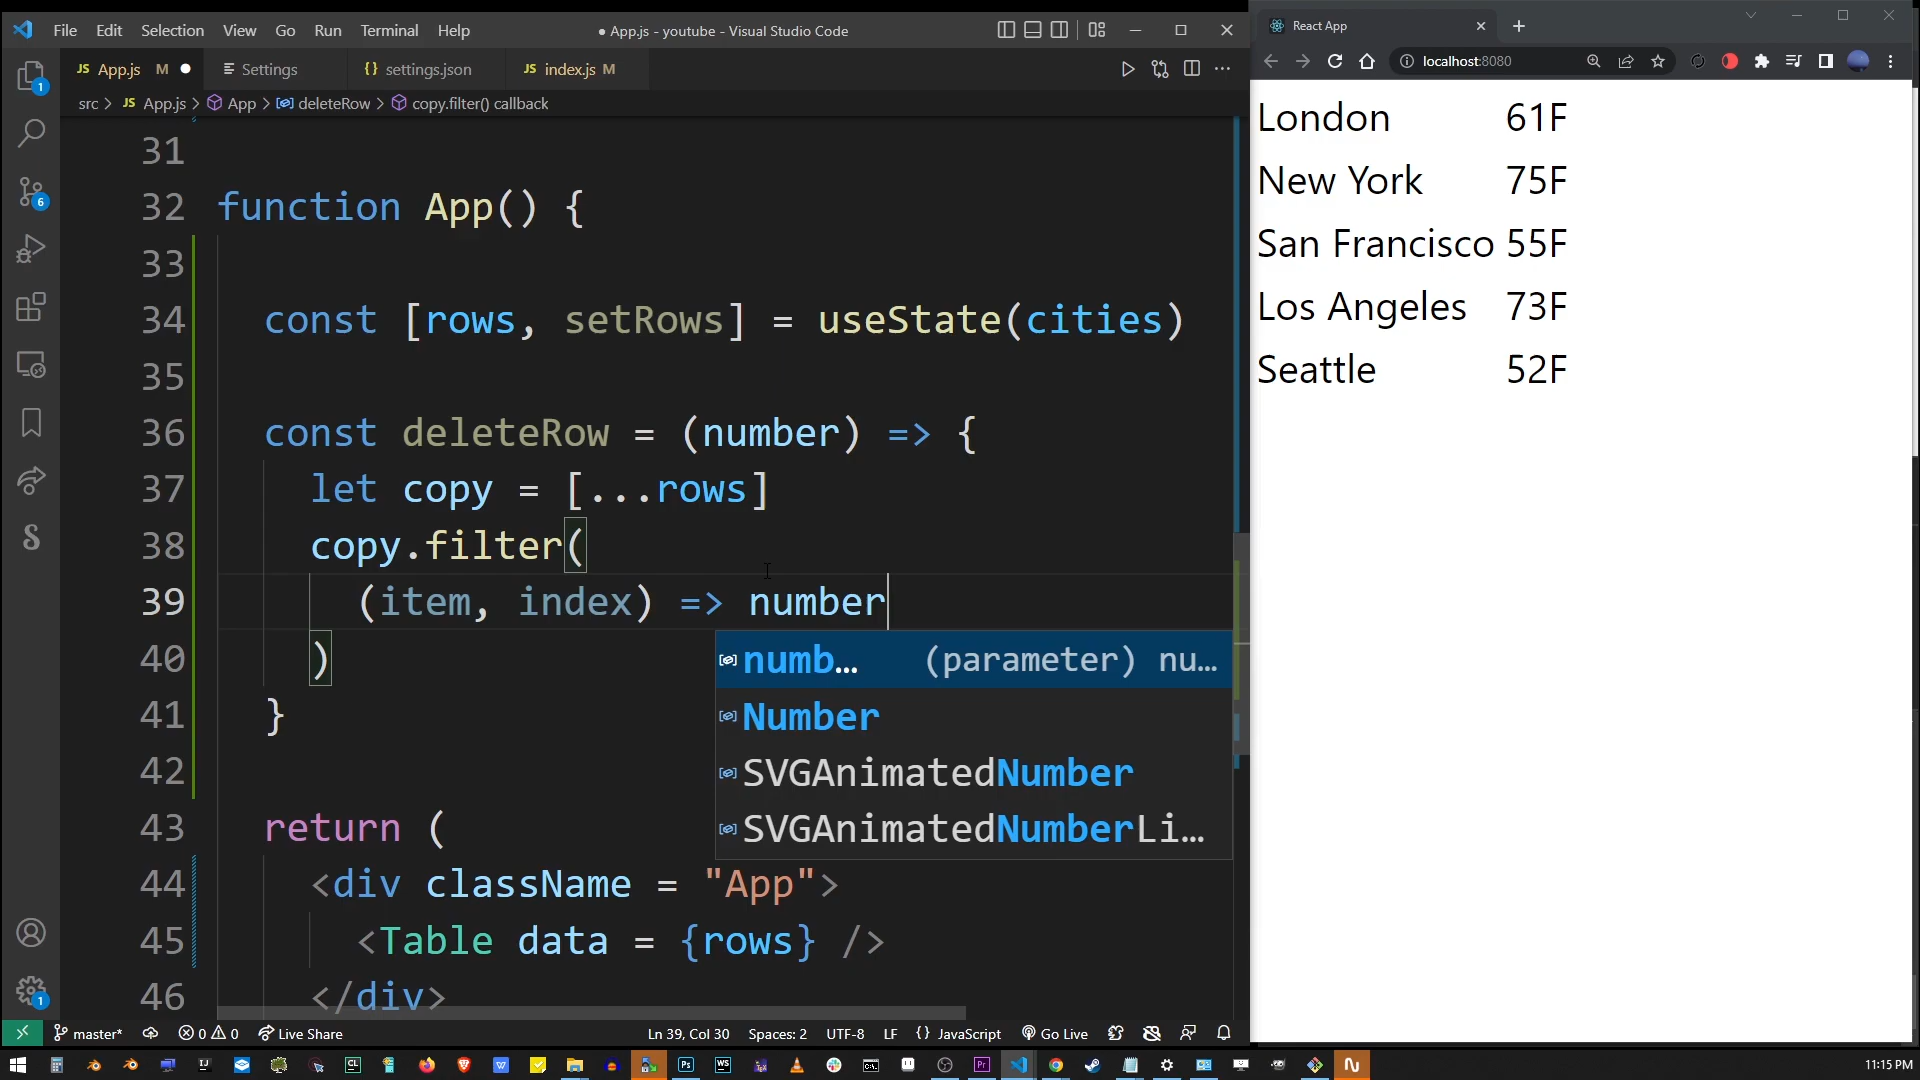 File Edit Selection View Go Run Terminal Help
● App.js - youtube - Visual Studio Code
JS App.js M ●
Settings
{} settings.json
JS index.js M
src > JS App.js > App > deleteRow > copy.filter() callback
31
32 function App() {
33
34 const [rows, setRows] = useState(cities)
35
36 const deleteRow = (number) => {
37 let copy = [...rows]
38 copy.filter(
39 (item, index) => number
40 )
41 }
42
43 return (
44 <div className = "App">
45 <Table data = {rows} />
46 </div>
numb... (parameter) nu...
Number
SVGAnimatedNumber
SVGAnimatedNumberLi...
1
6
1
master* 0 0 Live Share
Ln 39, Col 30 Spaces: 2 UTF-8 LF {} JavaScript Go Live
React App
localhost:8080
London 61F
New York 75F
San Francisco 55F
Los Angeles 73F
Seattle 52F
11:15 PM